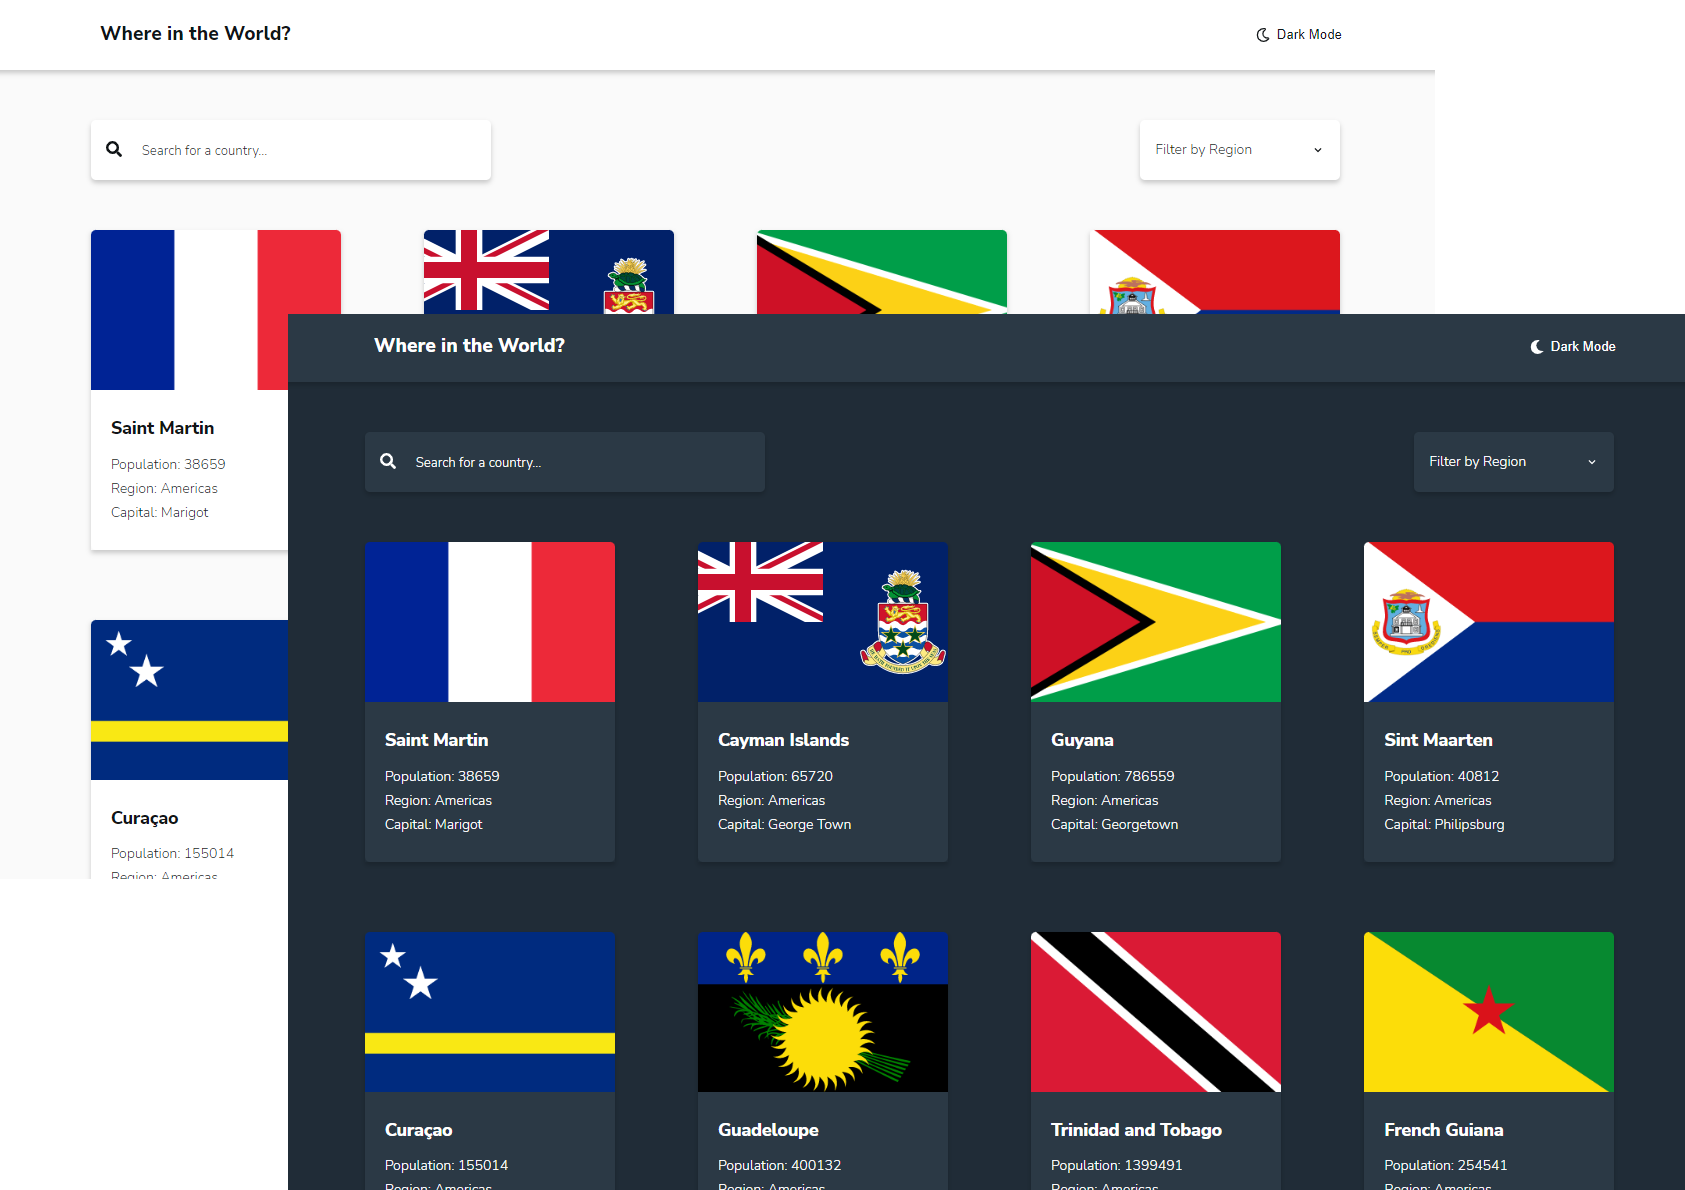 Where in the World?
Dark Mode
Search for a country...
Filter by Region
Saint Martin
Population: 38659
Region: Americas
Capital: Marigot
Curaçao
Population: 155014
Region: Americas
Where in the World?
Dark Mode
Search for a country...
Filter by Region
Saint Martin
Population: 38659
Region: Americas
Capital: Marigot
Cayman Islands
Population: 65720
Region: Americas
Capital: George Town
Guyana
Population: 786559
Region: Americas
Capital: Georgetown
Sint Maarten
Population: 40812
Region: Americas
Capital: Philipsburg
Curaçao
Population: 155014
Region: Americas
Guadeloupe
Population: 400132
Region: Americas
Trinidad and Tobago
Population: 1399491
Region: Americas
French Guiana
Population: 254541
Region: Americas